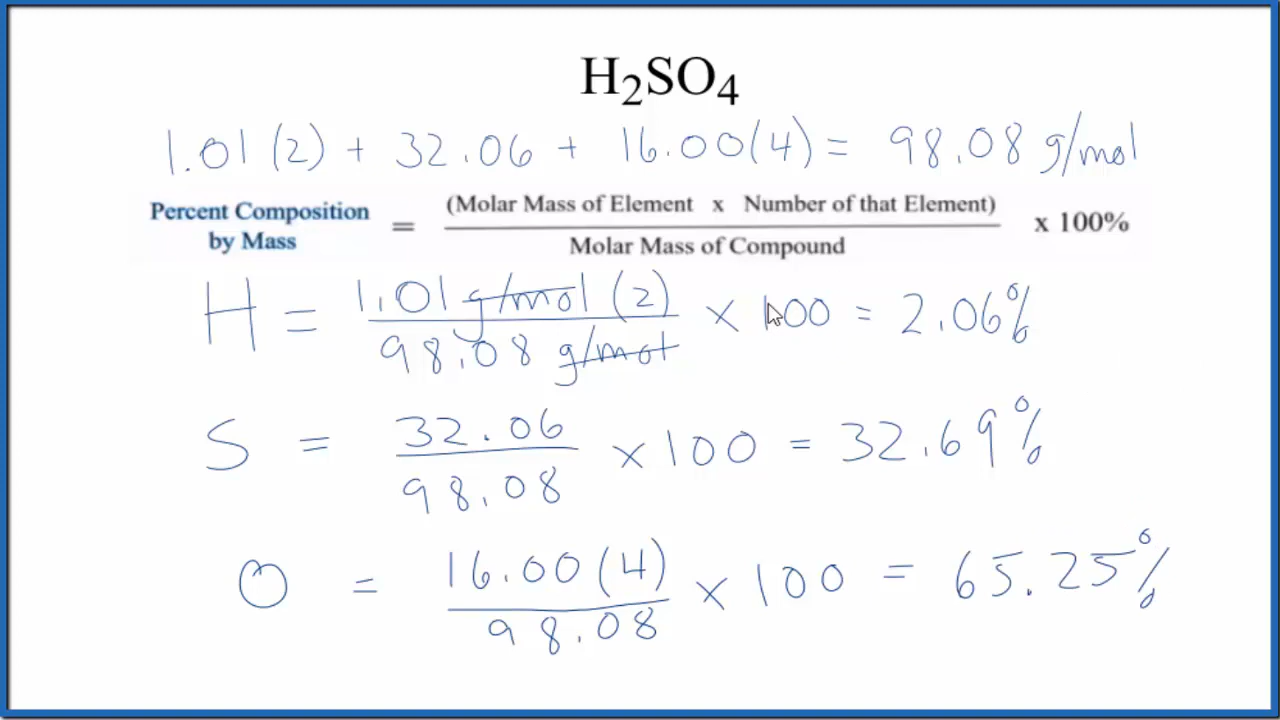 H₂SO₄
1.01(2) + 32.06 + 16.00(4) = 98.08 g/mol
Percent Composition by Mass = (Molar Mass of Element x Number of that Element) / Molar Mass of Compound x 100%
H = 1.01 g/mol (2) / 98.08 g/mol × 100 = 2.06%
S = 32.06 / 98.08 × 100 = 32.69%
O = 16.00(4) / 98.08 × 100 = 65.25%